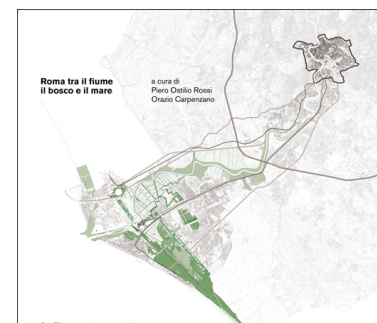 Roma tra il fiume
il bosco e il mare
a cura di
Piero Ostilio Rossi
Orazio Carpenzano